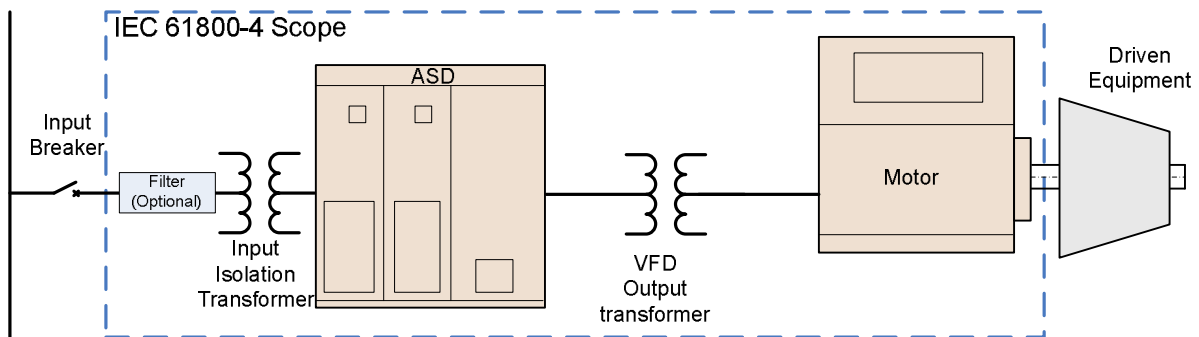 IEC 61800-4 Scope
Input
Breaker
Filter
(Optional)
Input
Isolation
Transformer
ASD
VFD
Output
transformer
Motor
Driven
Equipment